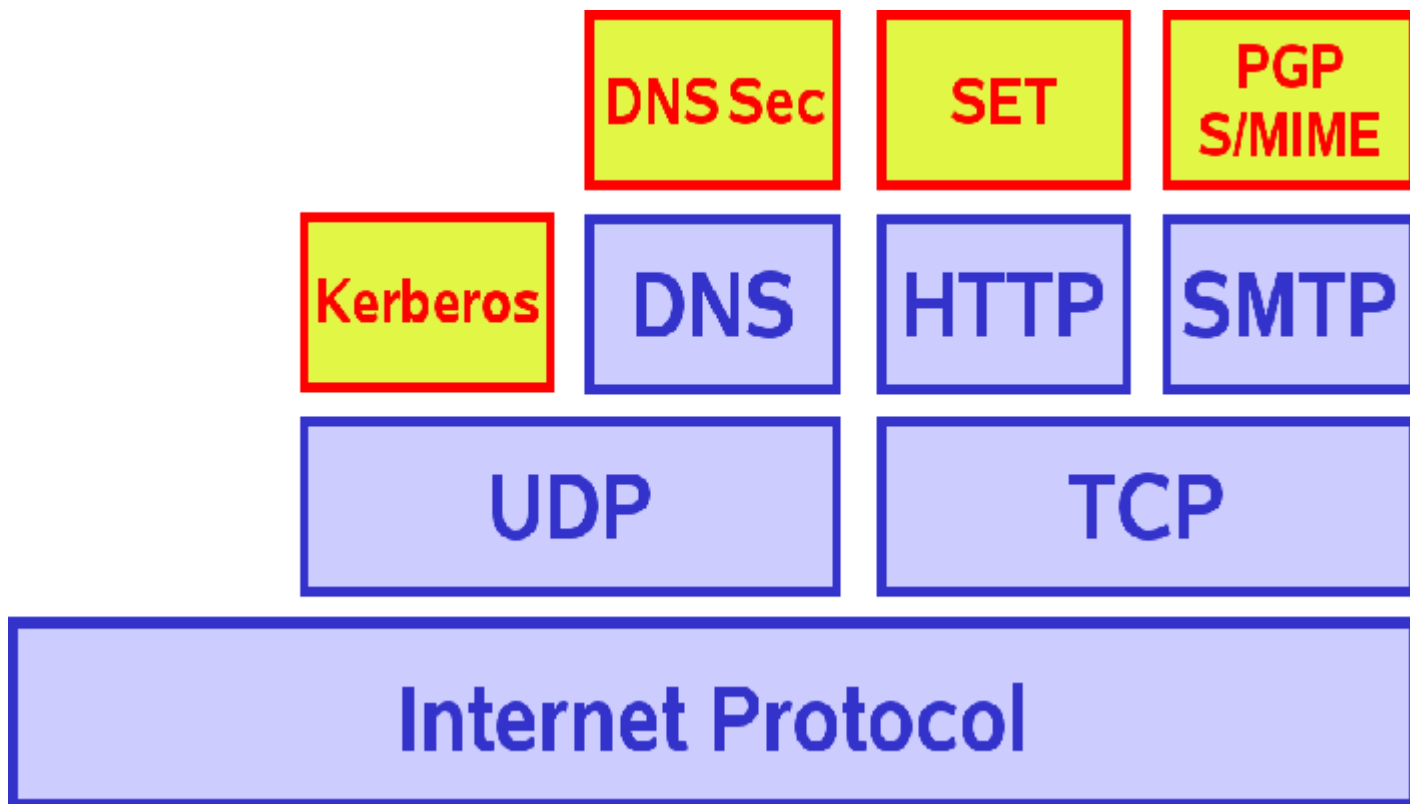 DNS Sec
SET
PGP
S/MIME
Kerberos
DNS
HTTP
SMTP
UDP
TCP
Internet Protocol